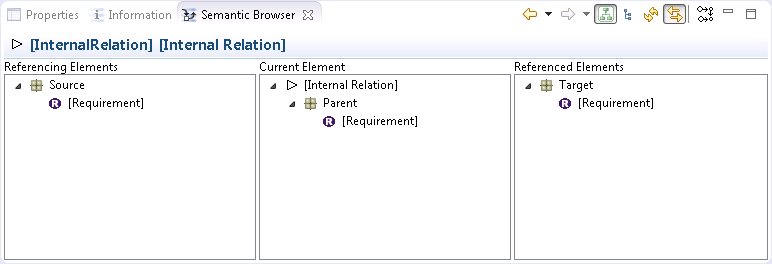 Properties Information Semantic Browser
[InternalRelation] [Internal Relation]
Referencing Elements Current Element Referenced Elements
Source [Internal Relation] Target
R [Requirement] Parent R [Requirement]
R [Requirement]